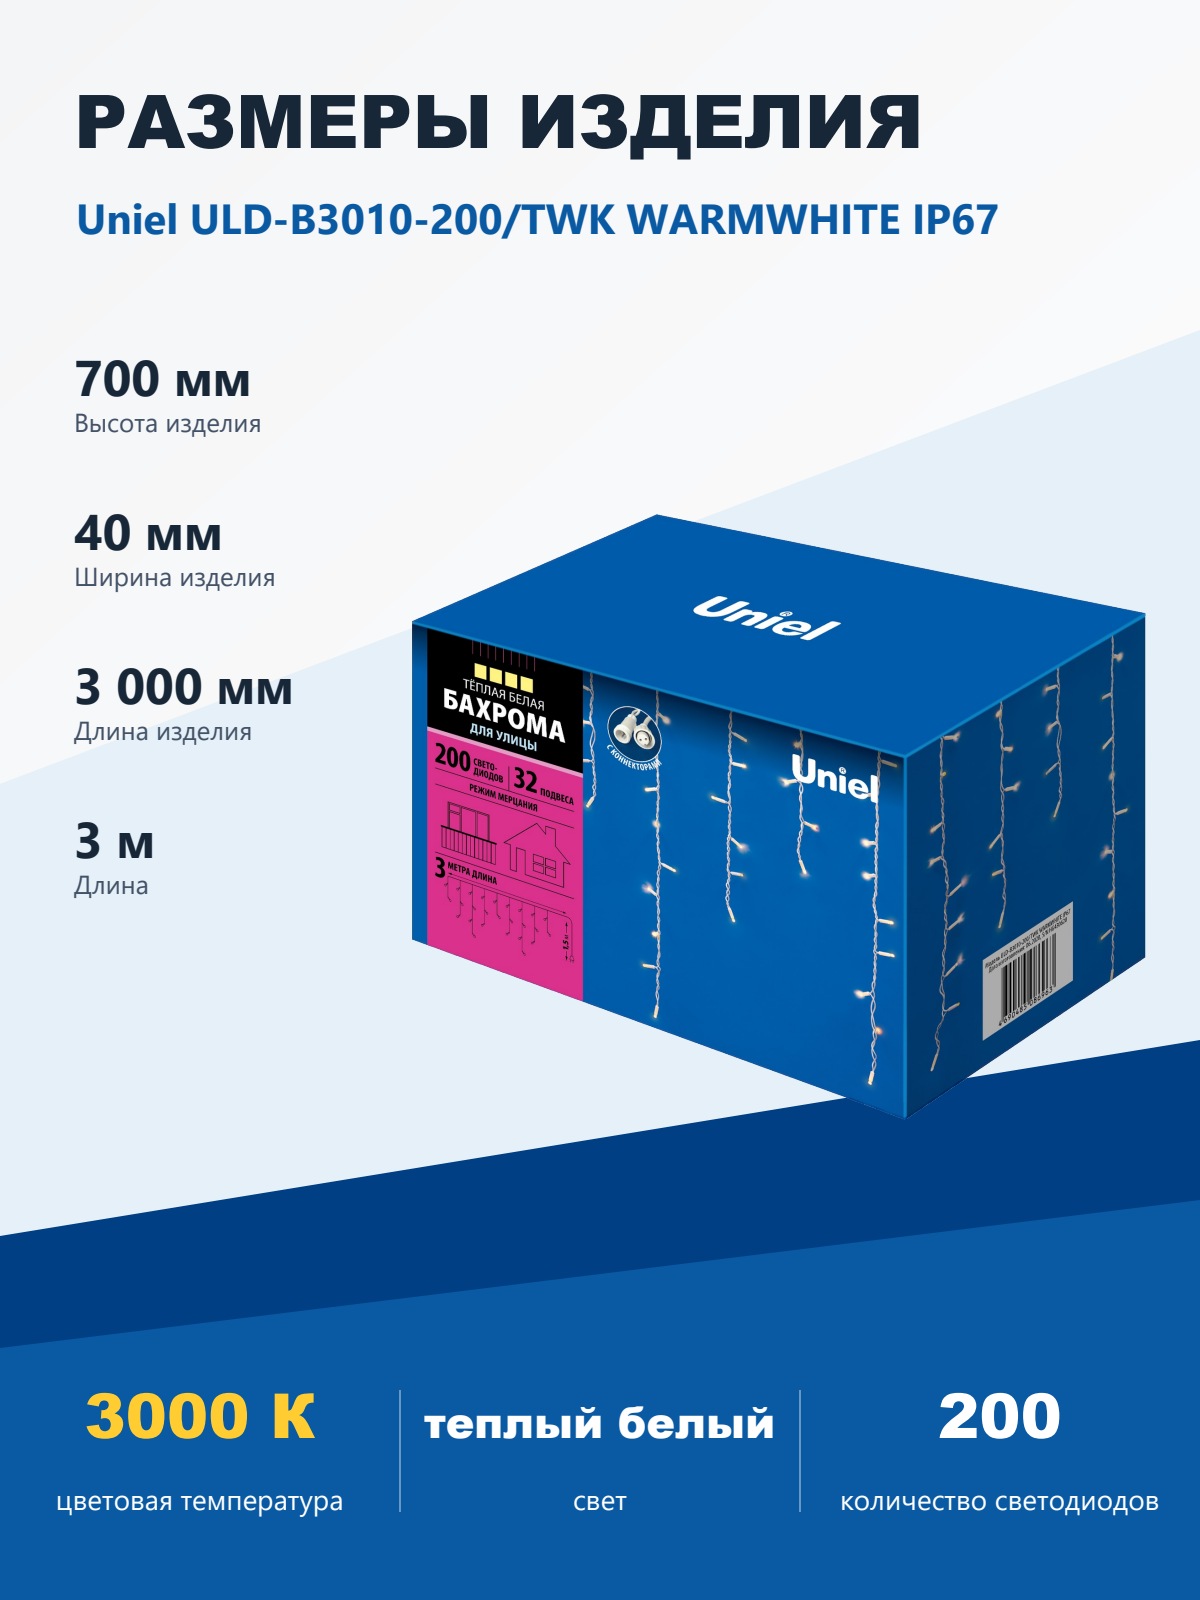 РАЗМЕРЫ ИЗДЕЛИЯ
Uniel ULD-B3010-200/TWK WARMWHITE IP67
700 мм
Высота изделия
40 мм
Ширина изделия
3 000 мм
Длина изделия
3 м
Длина
Uniel
ТЁПЛАЯ БЕЛАЯ
БАХРОМА
ДЛЯ УЛИЦЫ
200 СВЕТО-
ДИОДОВ
32 ПОДВЕСА
РЕЖИМ МЕРЦАНИЯ
3 МЕТРА ДЛИНА
С КОННЕКТОРАМИ
Uniel
3000 К
цветовая температура
теплый белый
свет
200
количество светодиодов